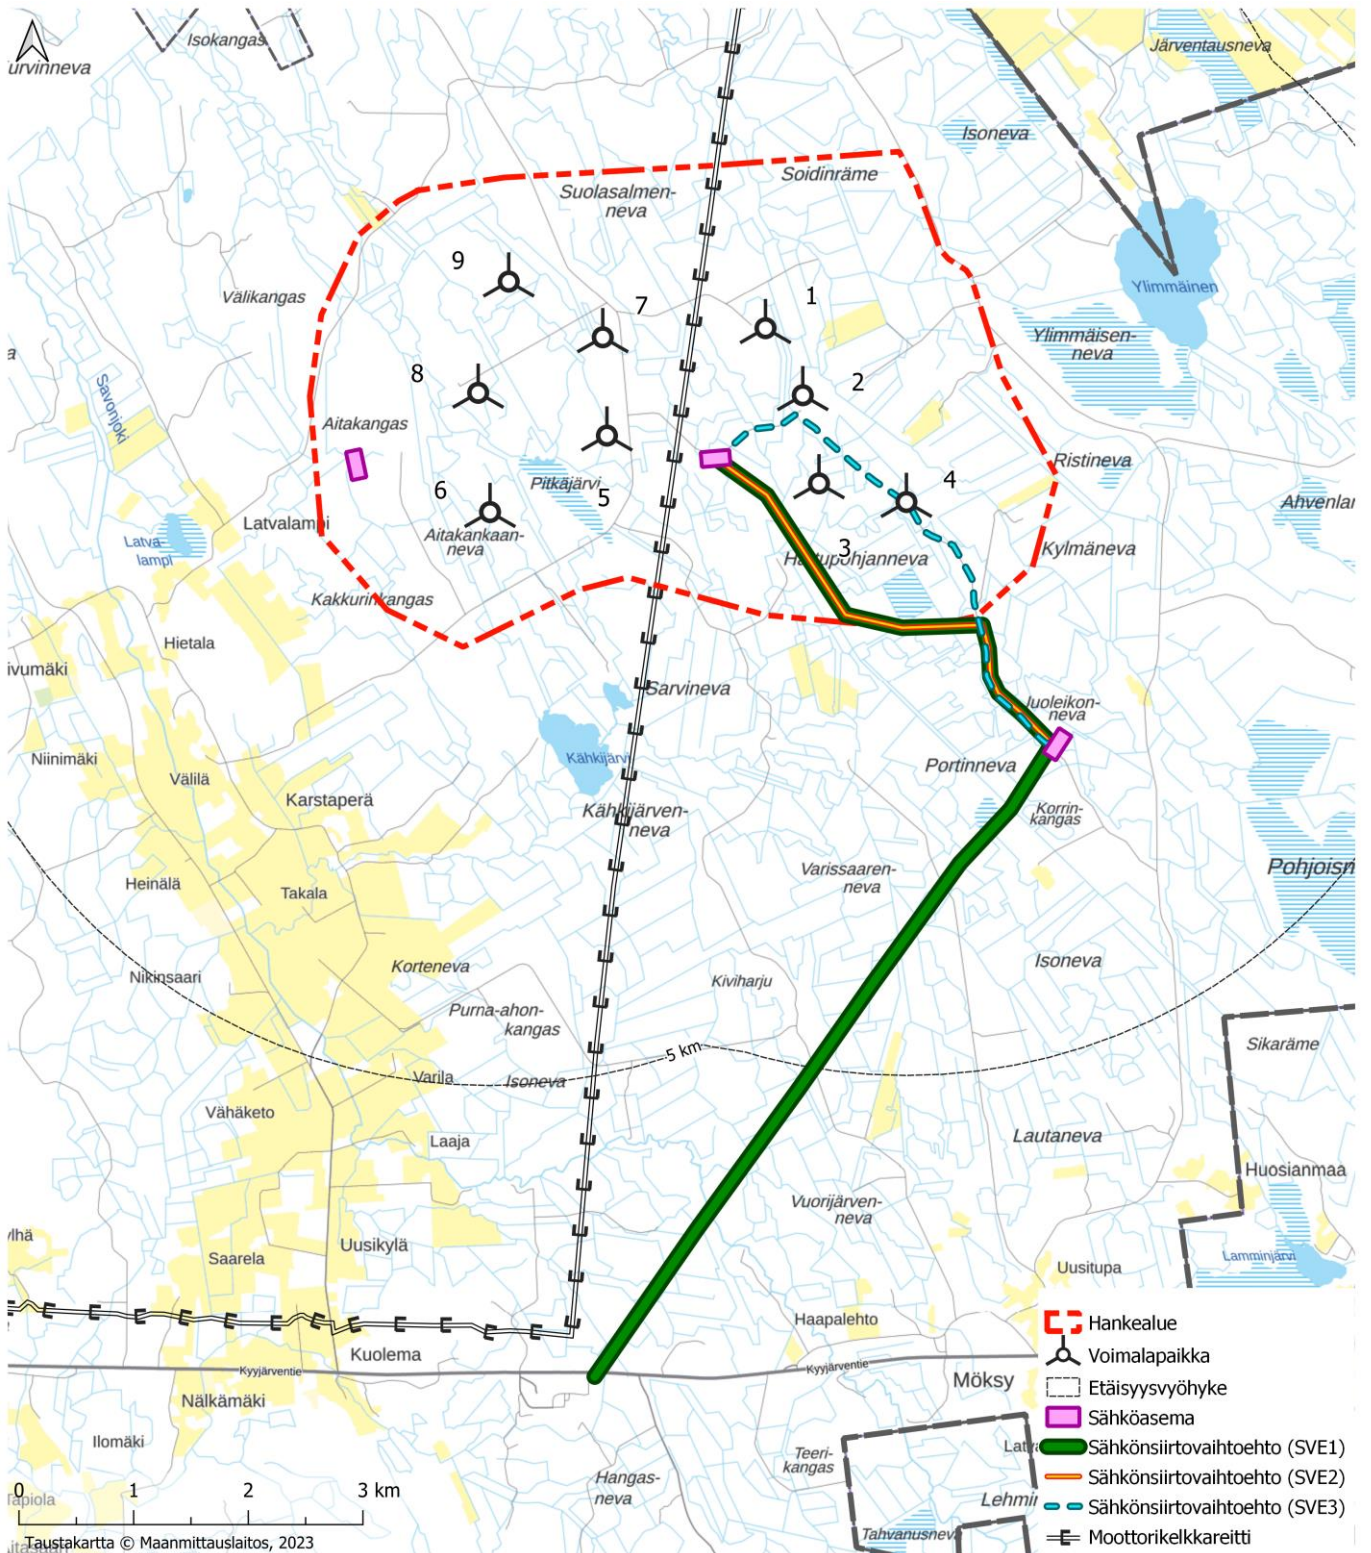 Isokangas
urvinneva
Järventausneva
Isoneva
Soidinräme
Suolasalmen-
neva
Ylimmäinen
9
Välikangas
7
1
Ylimmäisen-
neva
8
2
Savonjoki
Aitakangas
Ristineva
Pitkäjärvi
6
5
4
Ahvenlar
Latvalampi
Aitakankaan-
neva
Latva-
lampi
3
Kylmäneva
Kakkurinkangas
Hietala
ivumäki
Sarvineva
Juoleikon-
neva
Niinimäki
Kähkijärvi
Portinneva
Välilä
Karstaperä
Kähkijärven-
neva
Korrin-
kangas
Varissaaren-
neva
Pohjoisn
Heinälä
Takala
Korteneva
Isoneva
Nikinsaari
Kiviharju
Purna-ahon-
kangas
5 km
Sikaräme
Varila
Isoneva
Vähäketo
Laaja
Lautaneva
Huosianmaa
Vuorijärven-
neva
ylhä
Uusikylä
Saarela
Lamminjärvi
Uusitupa
Haapalehto
Kuolema
Kyyjärventie
Kyyjärventie
Möksy
Nälkämäki
Ilomäki
Teeri-
kangas
Latv
Hangas-
neva
Lehmi
Tapiola
Tahvanusneva
Hankealue
Voimalapaikka
Etäisyysvyöhyke
Sähköasema
Sähkönsiirtovaihtoehto (SVE1)
Sähkönsiirtovaihtoehto (SVE2)
Sähkönsiirtovaihtoehto (SVE3)
Moottorikelkkareitti
0 1 2 3 km
Taustakartta © Maanmittauslaitos, 2023